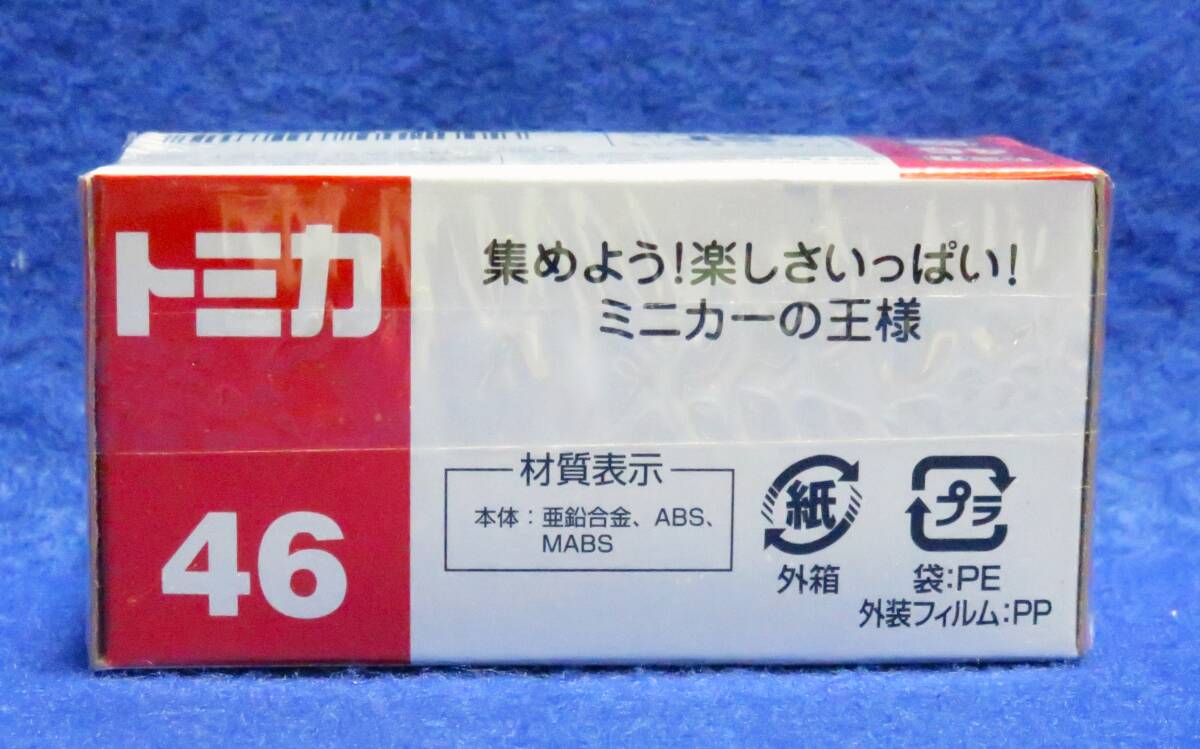 トミカ
46
集めよう!楽しさいっぱい!
ミニカーの王様
材質表示
本体:亜鉛合金、ABS、
MABS
紙
外箱
プラ
袋:PE
外装フィルム:PP